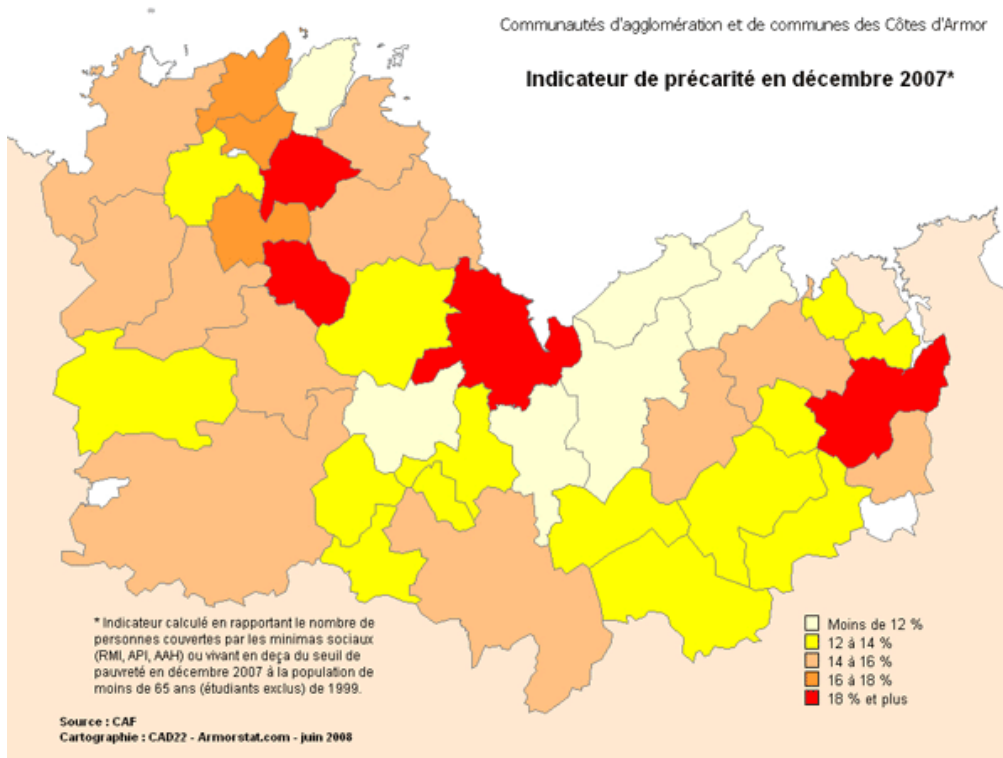 Communautés d'agglomération et de communes des Côtes d'Armor
Indicateur de précarité en décembre 2007*
* Indicateur calculé en rapportant le nombre de
personnes couvertes par les minimas sociaux
(RMI, API, AAH) ou vivant en deça du seuil de
pauvreté en décembre 2007 à la population de
moins de 65 ans (étudiants exclus) de 1999.
Moins de 12 %
12 à 14 %
14 à 16 %
16 à 18 %
18 % et plus
Source : CAF
Cartographie : CAD22 - Armorstat.com - juin 2008